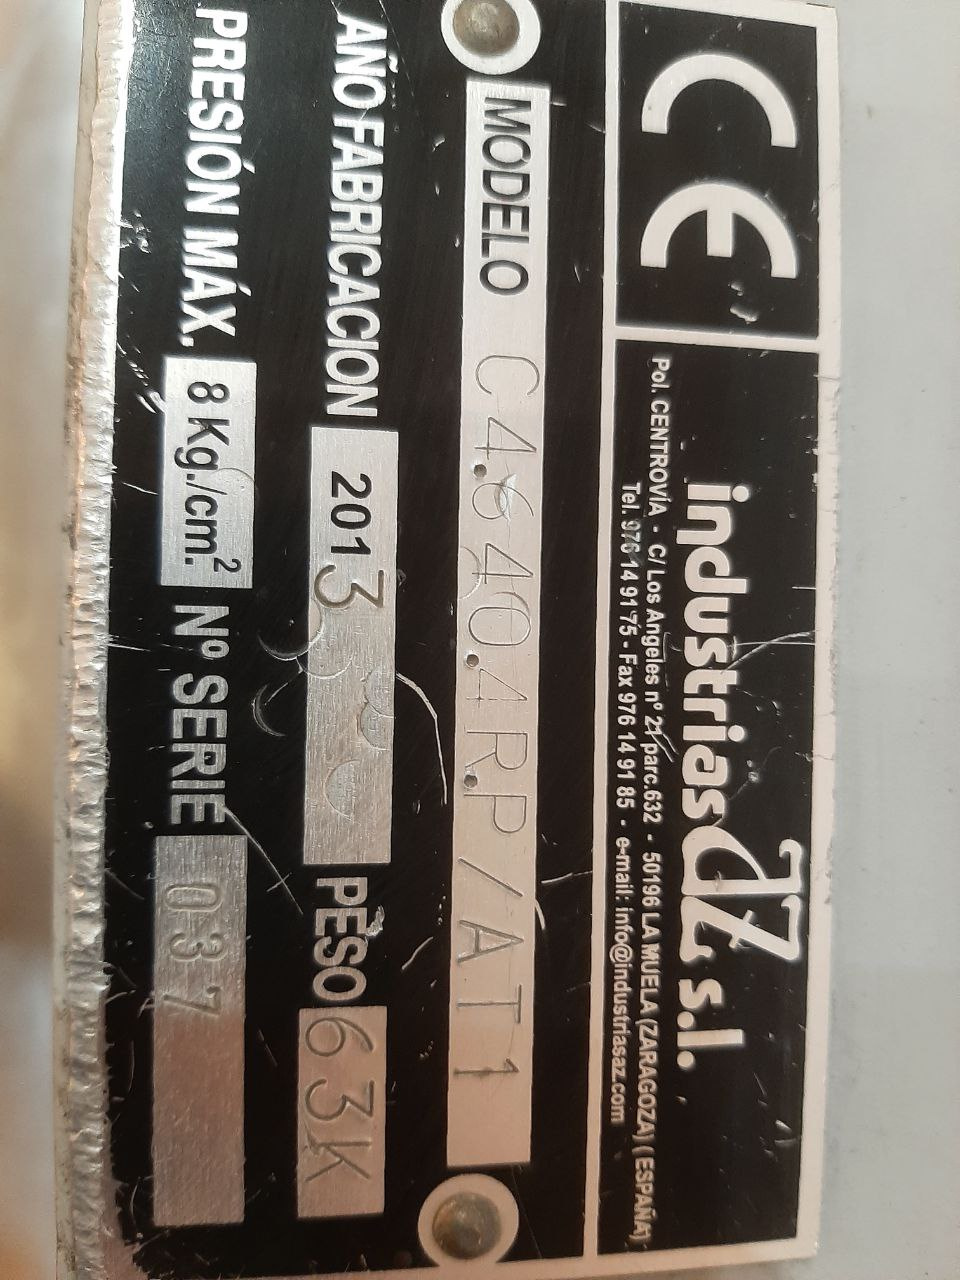 CE
industrias az s.l.
Pol. CENTROVÍA - C/ Los Angeles nº 21 parc.632 - 50196 LA MUELA (ZARAGOZA) (ESPAÑA)
Tel. 976 14 91 75 - Fax 976 14 91 85 - e-mail: info@industriasaz.com
MODELO C4.640.4R.P/AT1
AÑO FABRICACION 2013 PESO 63K
PRESIÓN MÁX. 8 Kg./cm.² Nº SERIE 037